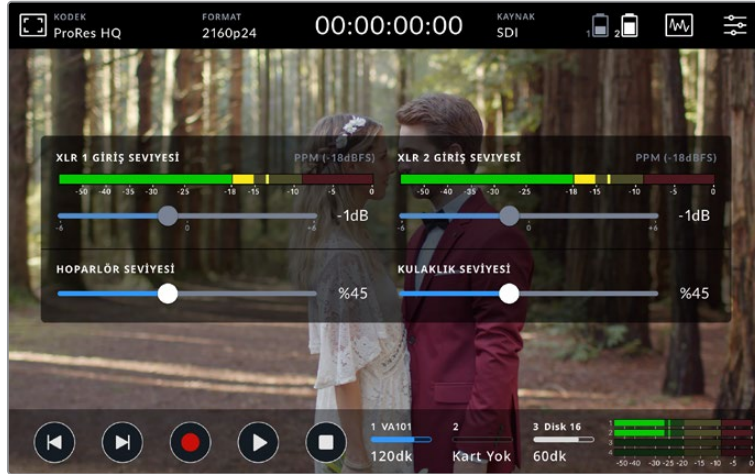 KODEK
ProRes HQ
FORMAT
2160p24
00:00:00:00
KAYNAK
SDI
1
2
XLR 1 GİRİŞ SEVİYESİ
PPM (-18dBFS)
-50 -40 -35 -30 -25 -18 -15 -10 -5 0
-1dB
-6 0 +6
XLR 2 GİRİŞ SEVİYESİ
PPM (-18dBFS)
-50 -40 -35 -30 -25 -18 -15 -10 -5 0
-1dB
-6 0 +6
HOPARLÖR SEVİYESİ
%45
KULAKLIK SEVİYESİ
%45
1 VA101
120dk
2
Kart Yok
3 Disk 16
60dk
1
2
-50 -40 -30 -25 -20 -15 -10 -5